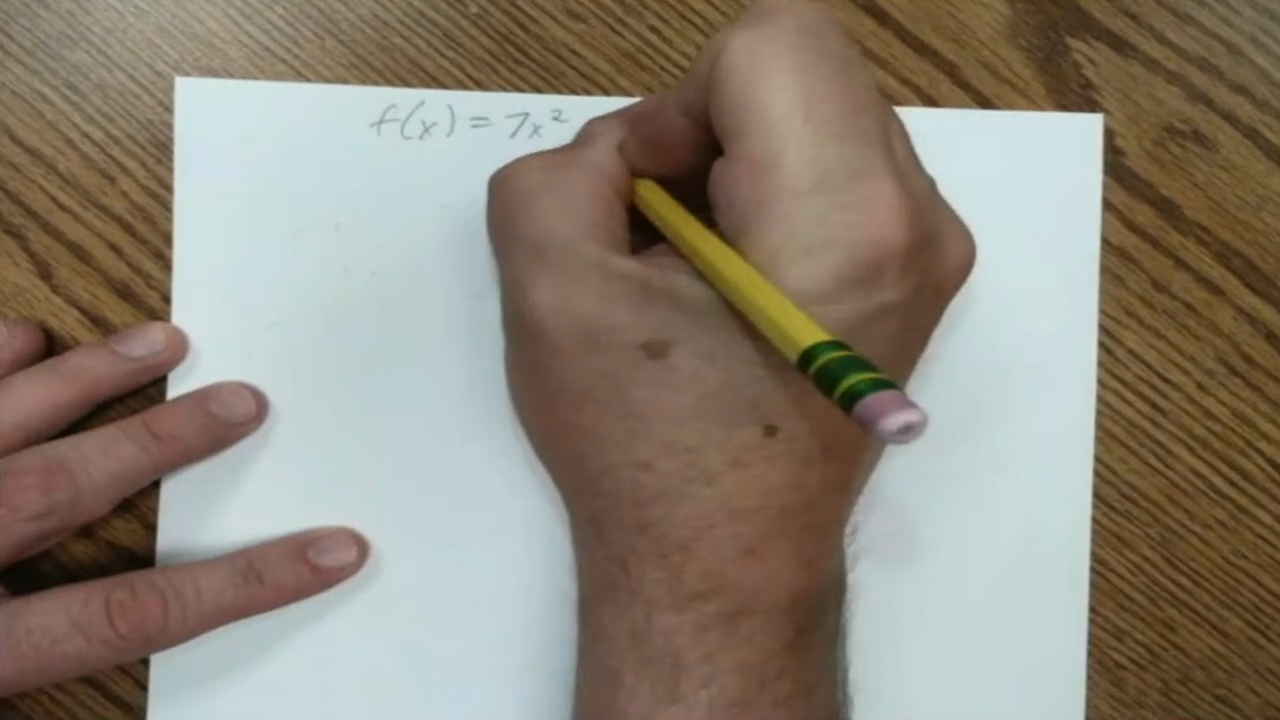 f(x) = 7x²